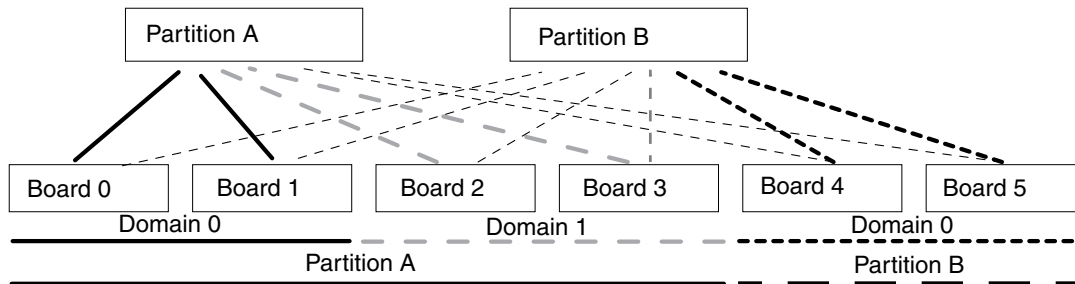 Partition A
Partition B
Board 0
Board 1
Board 2
Board 3
Board 4
Board 5
Domain 0
Domain 1
Domain 0
Partition A
Partition B